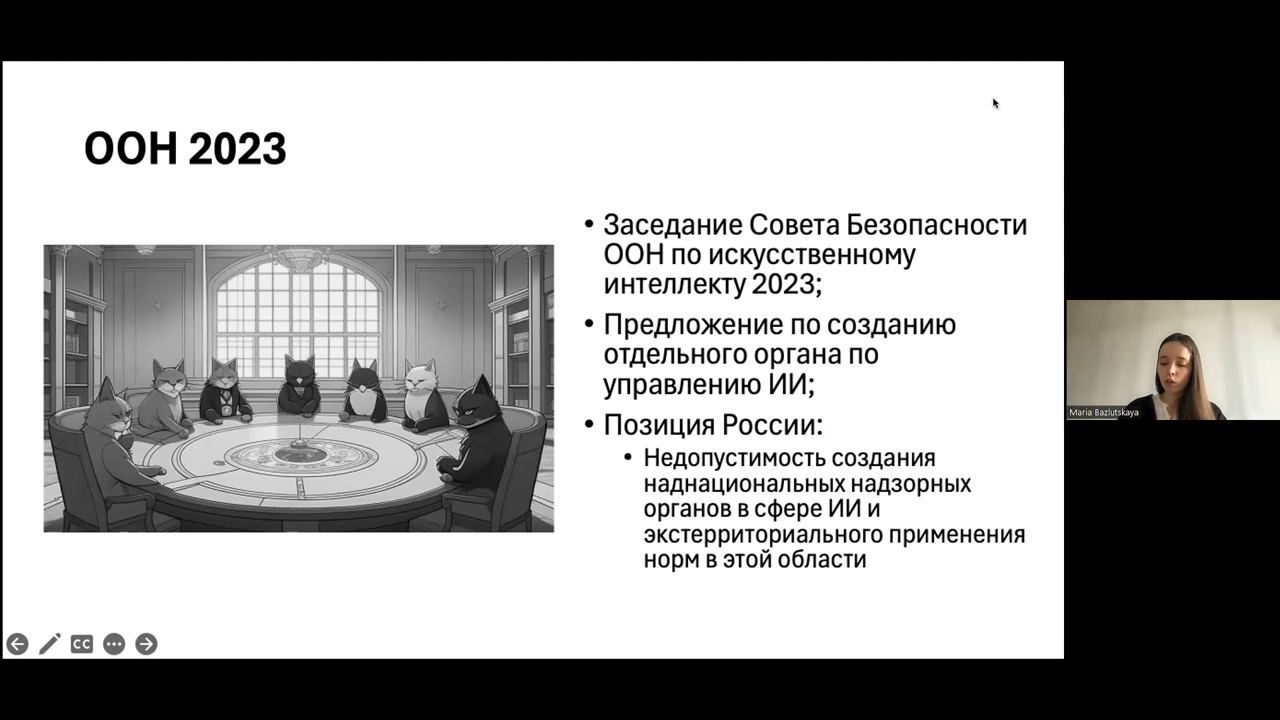 ООН 2023
• Заседание Совета Безопасности
ООН по искусственному
интеллекту 2023;
• Предложение по созданию
отдельного органа по
управлению ИИ;
• Позиция России:
• Недопустимость создания
наднациональных надзорных
органов в сфере ИИ и
экстерриториального применения
норм в этой области
Maria Bazlutskaya
CC